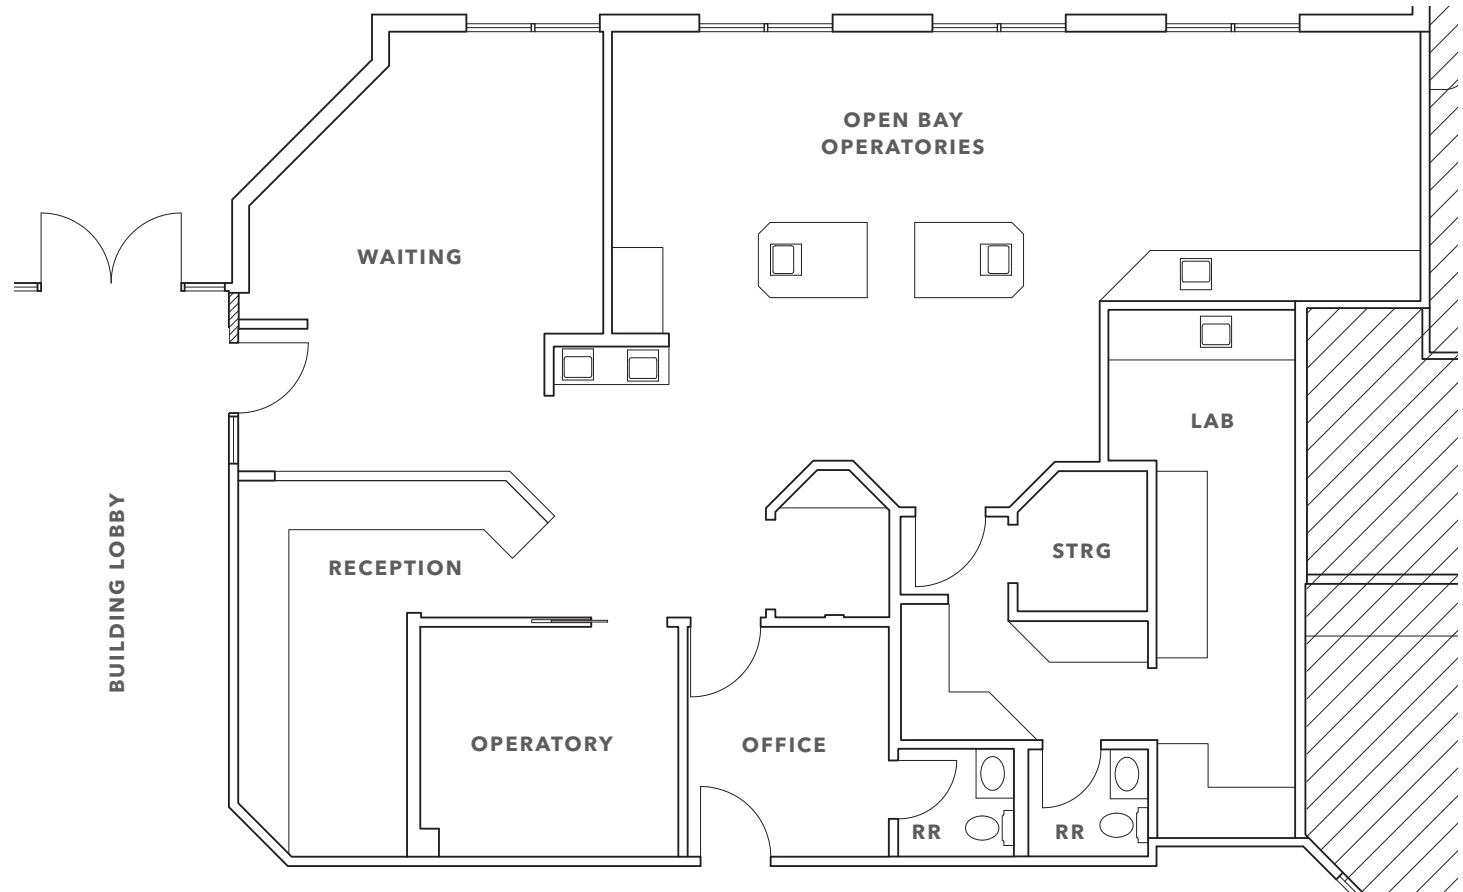 OPEN BAY
OPERATORIES
WAITING
LAB
BUILDING LOBBY
RECEPTION
STRG
OPERATORY
OFFICE
RR
RR